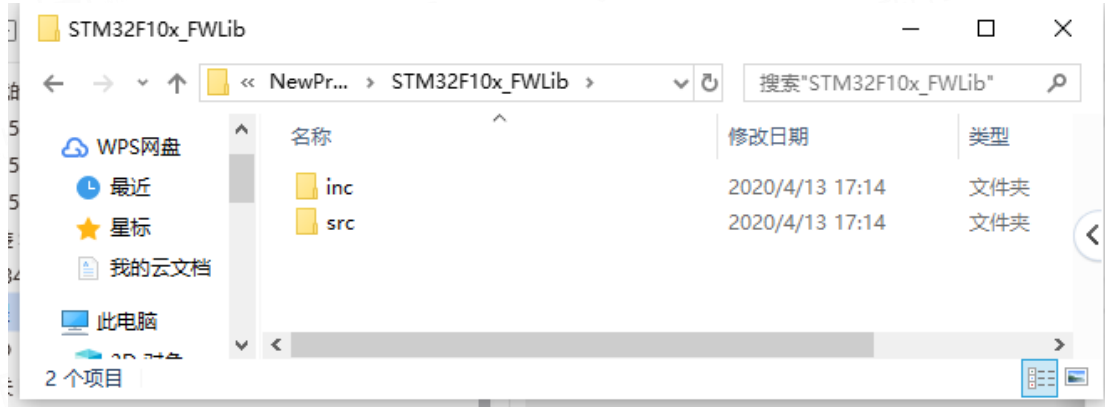 STM32F10x_FWLib
« NewPr... › STM32F10x_FWLib ›
搜索"STM32F10x_FWLib"
WPS网盘
最近
星标
我的云文档
此电脑
名称 修改日期 类型
inc 2020/4/13 17:14 文件夹
src 2020/4/13 17:14 文件夹
2 个项目